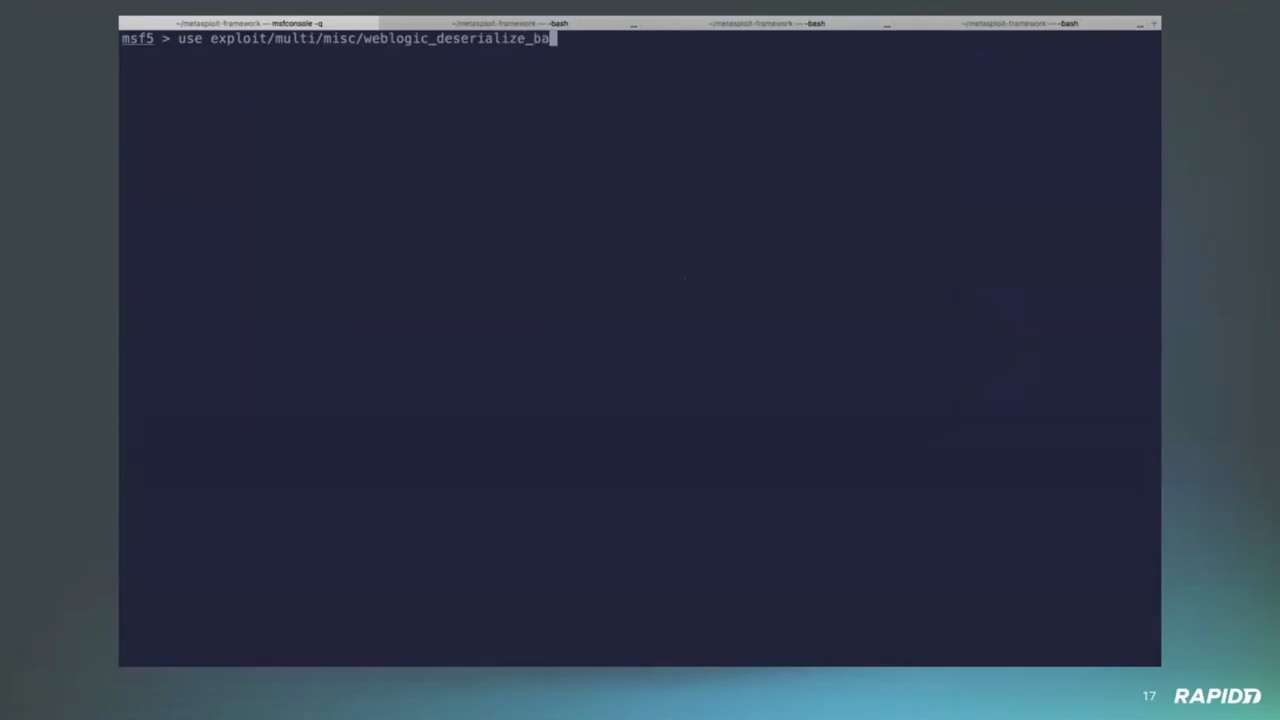 ~/metasploit-framework — msfconsole -q
~/metasploit-framework — -bash
~/metasploit-framework — -bash
~/metasploit-framework — -bash
+
msf5 > use exploit/multi/misc/weblogic_deserialize_ba
17
RAPID7